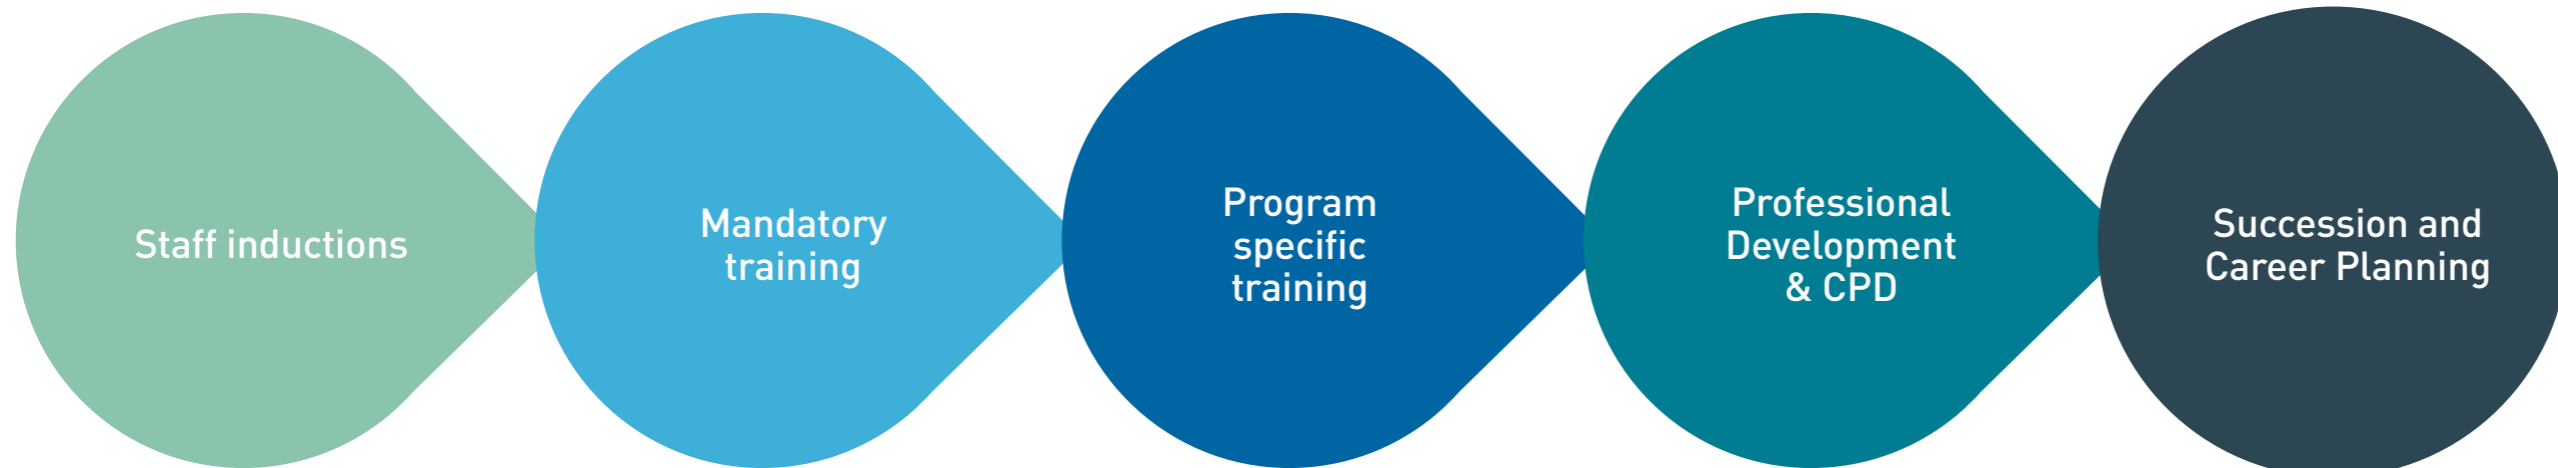 Staff inductions
Mandatory
training
Program
specific
training
Professional
Development
& CPD
Succession and
Career Planning